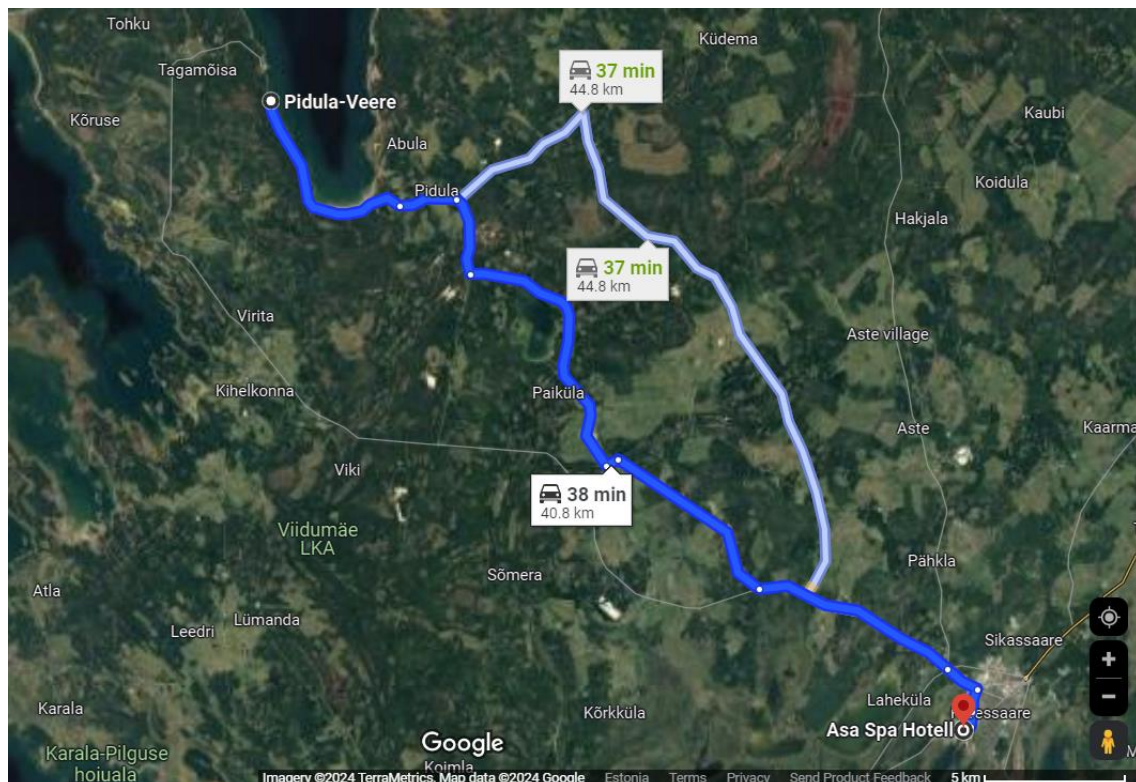 Tohku
Küdema
Tagamõisa
37 min
44.8 km
Pidula-Veere
Kõruse
Kaubi
Abula
Pidula
Koidula
Hakjala
37 min
44.8 km
Virita
Aste village
Kihelkonna
Paiküla
Aste
Kaarma
Viki
38 min
40.8 km
Viidumäe
LKA
Pähkla
Sõmera
Atla
Lümanda
Leedri
Sikassaare
Laheküla
Karala
Kõrkküla
essaare
Asa Spa Hotell
Google
Karala-Pilguse
hoiuala
Koimla
M
Imagery ©2024 TerraMetrics, Map data ©2024 Google Estonia Terms Privacy Send Product Feedback 5 km